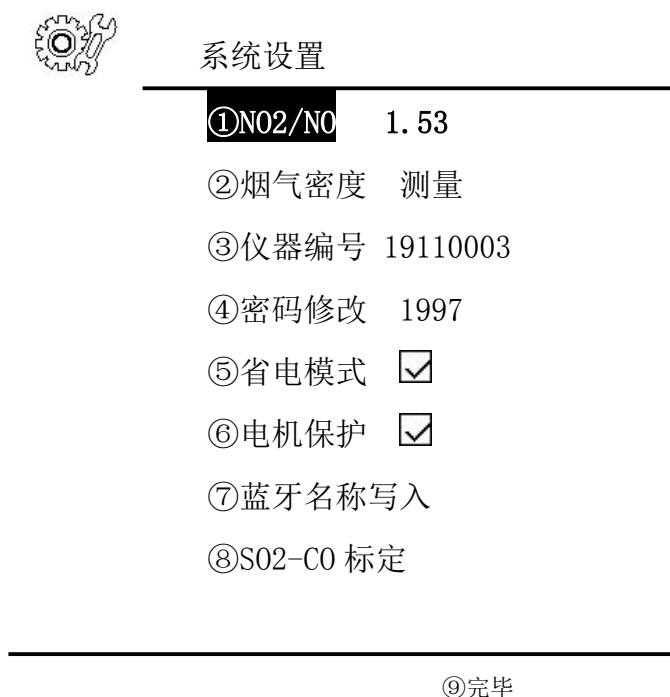 系统设置
①NO2/NO 1.53
②烟气密度 测量
③仪器编号 19110003
④密码修改 1997
⑤省电模式
⑥电机保护
⑦蓝牙名称写入
⑧SO2-CO 标定
⑨完毕